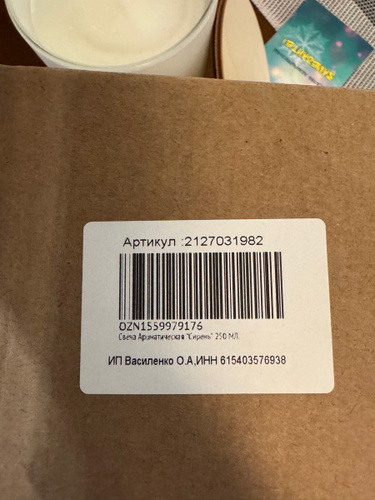 Артикул :2127031982
OZN1559979176
Свеча Ароматическая "Сирень" 250 МЛ.
ИП Василенко О.А,ИНН 615403576938